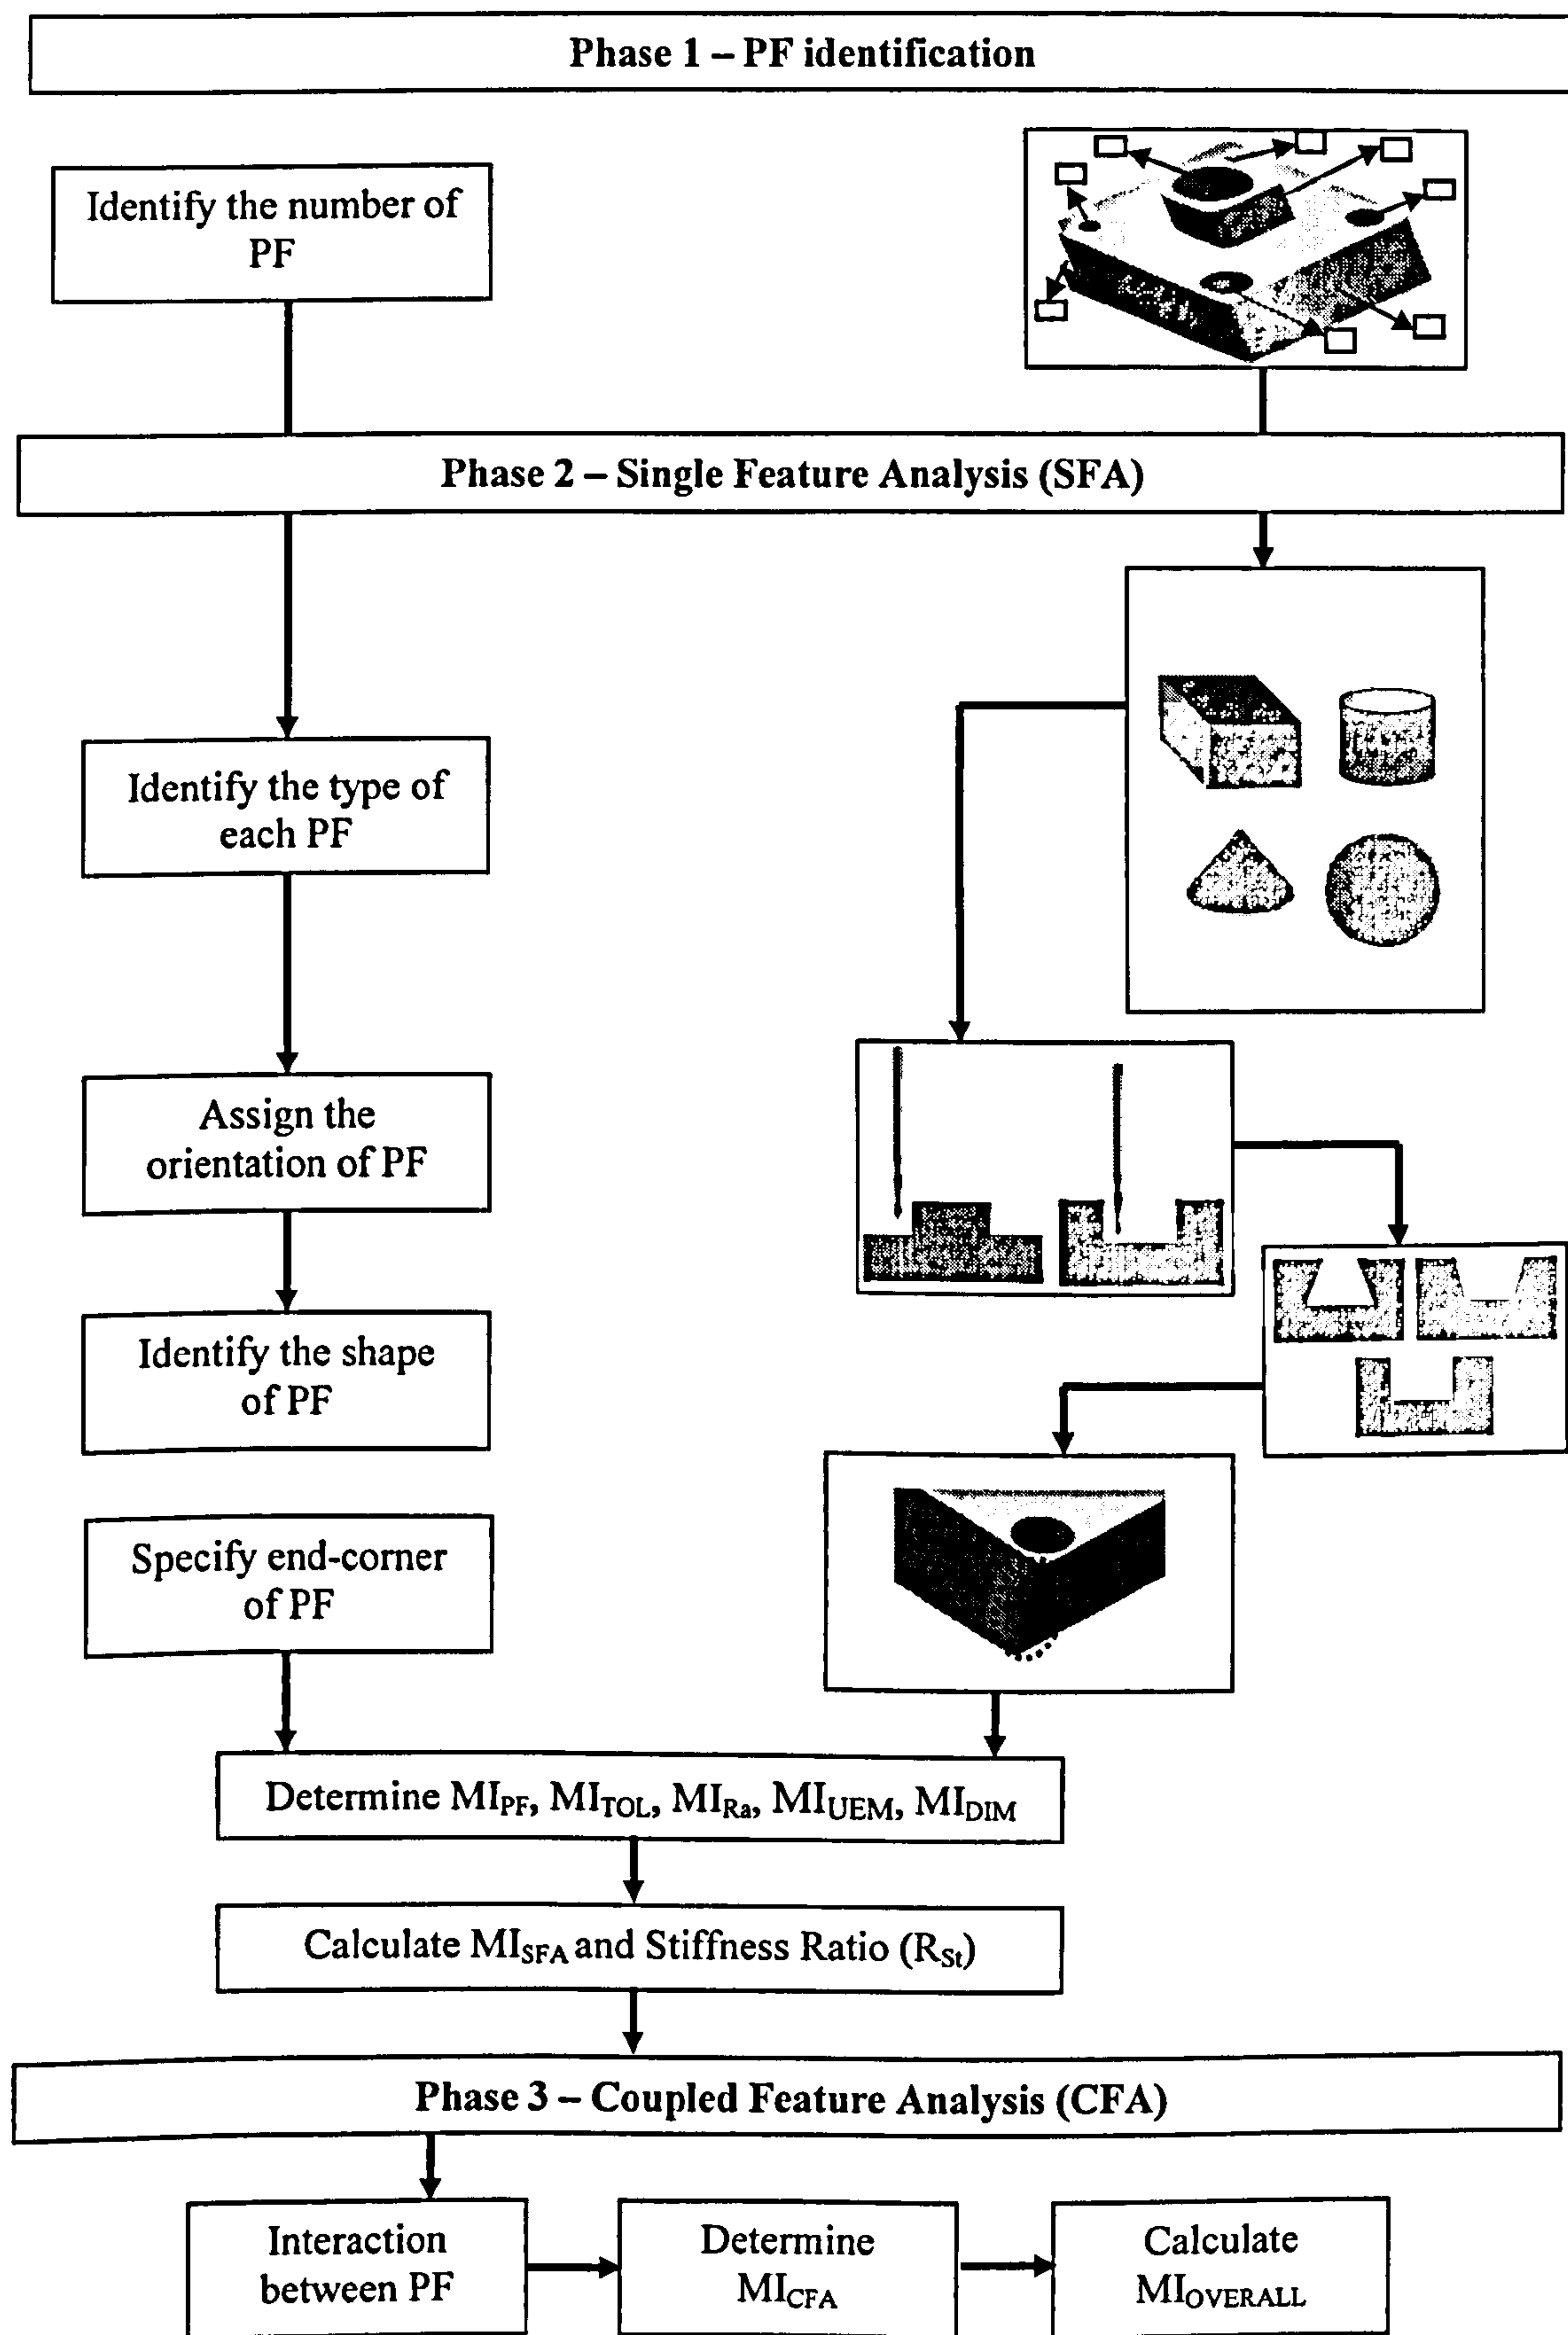 Phase 1 – PF identification
Identify the number of
PF
Phase 2 – Single Feature Analysis (SFA)
Identify the type of
each PF
Assign the
orientation of PF
Identify the shape
of PF
Specify end-corner
of PF
Determine MIPF, MITOL, MIRa, MIUEM, MIDIM
Calculate MISFA and Stiffness Ratio (RSt)
Phase 3 – Coupled Feature Analysis (CFA)
Interaction
between PF
Determine
MICFA
Calculate
MIOVERALL